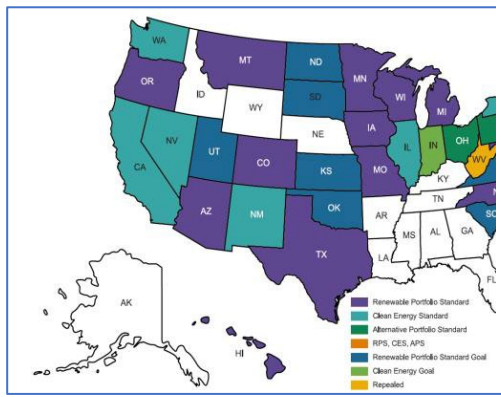 WA
MT
ND
MN
OR
ID
SD
WI
MI
WY
IA
NE
NV
UT
IL
IN
OH
CO
CA
KS
MO
WV
KY
TN
AZ
NM
OK
AR
SC
MS
AL
GA
TX
LA
FL
AK
HI
Renewable Portfolio Standard
Clean Energy Standard
Alternative Portfolio Standard
RPS, CES, APS
Renewable Portfolio Standard Goal
Clean Energy Goal
Repealed